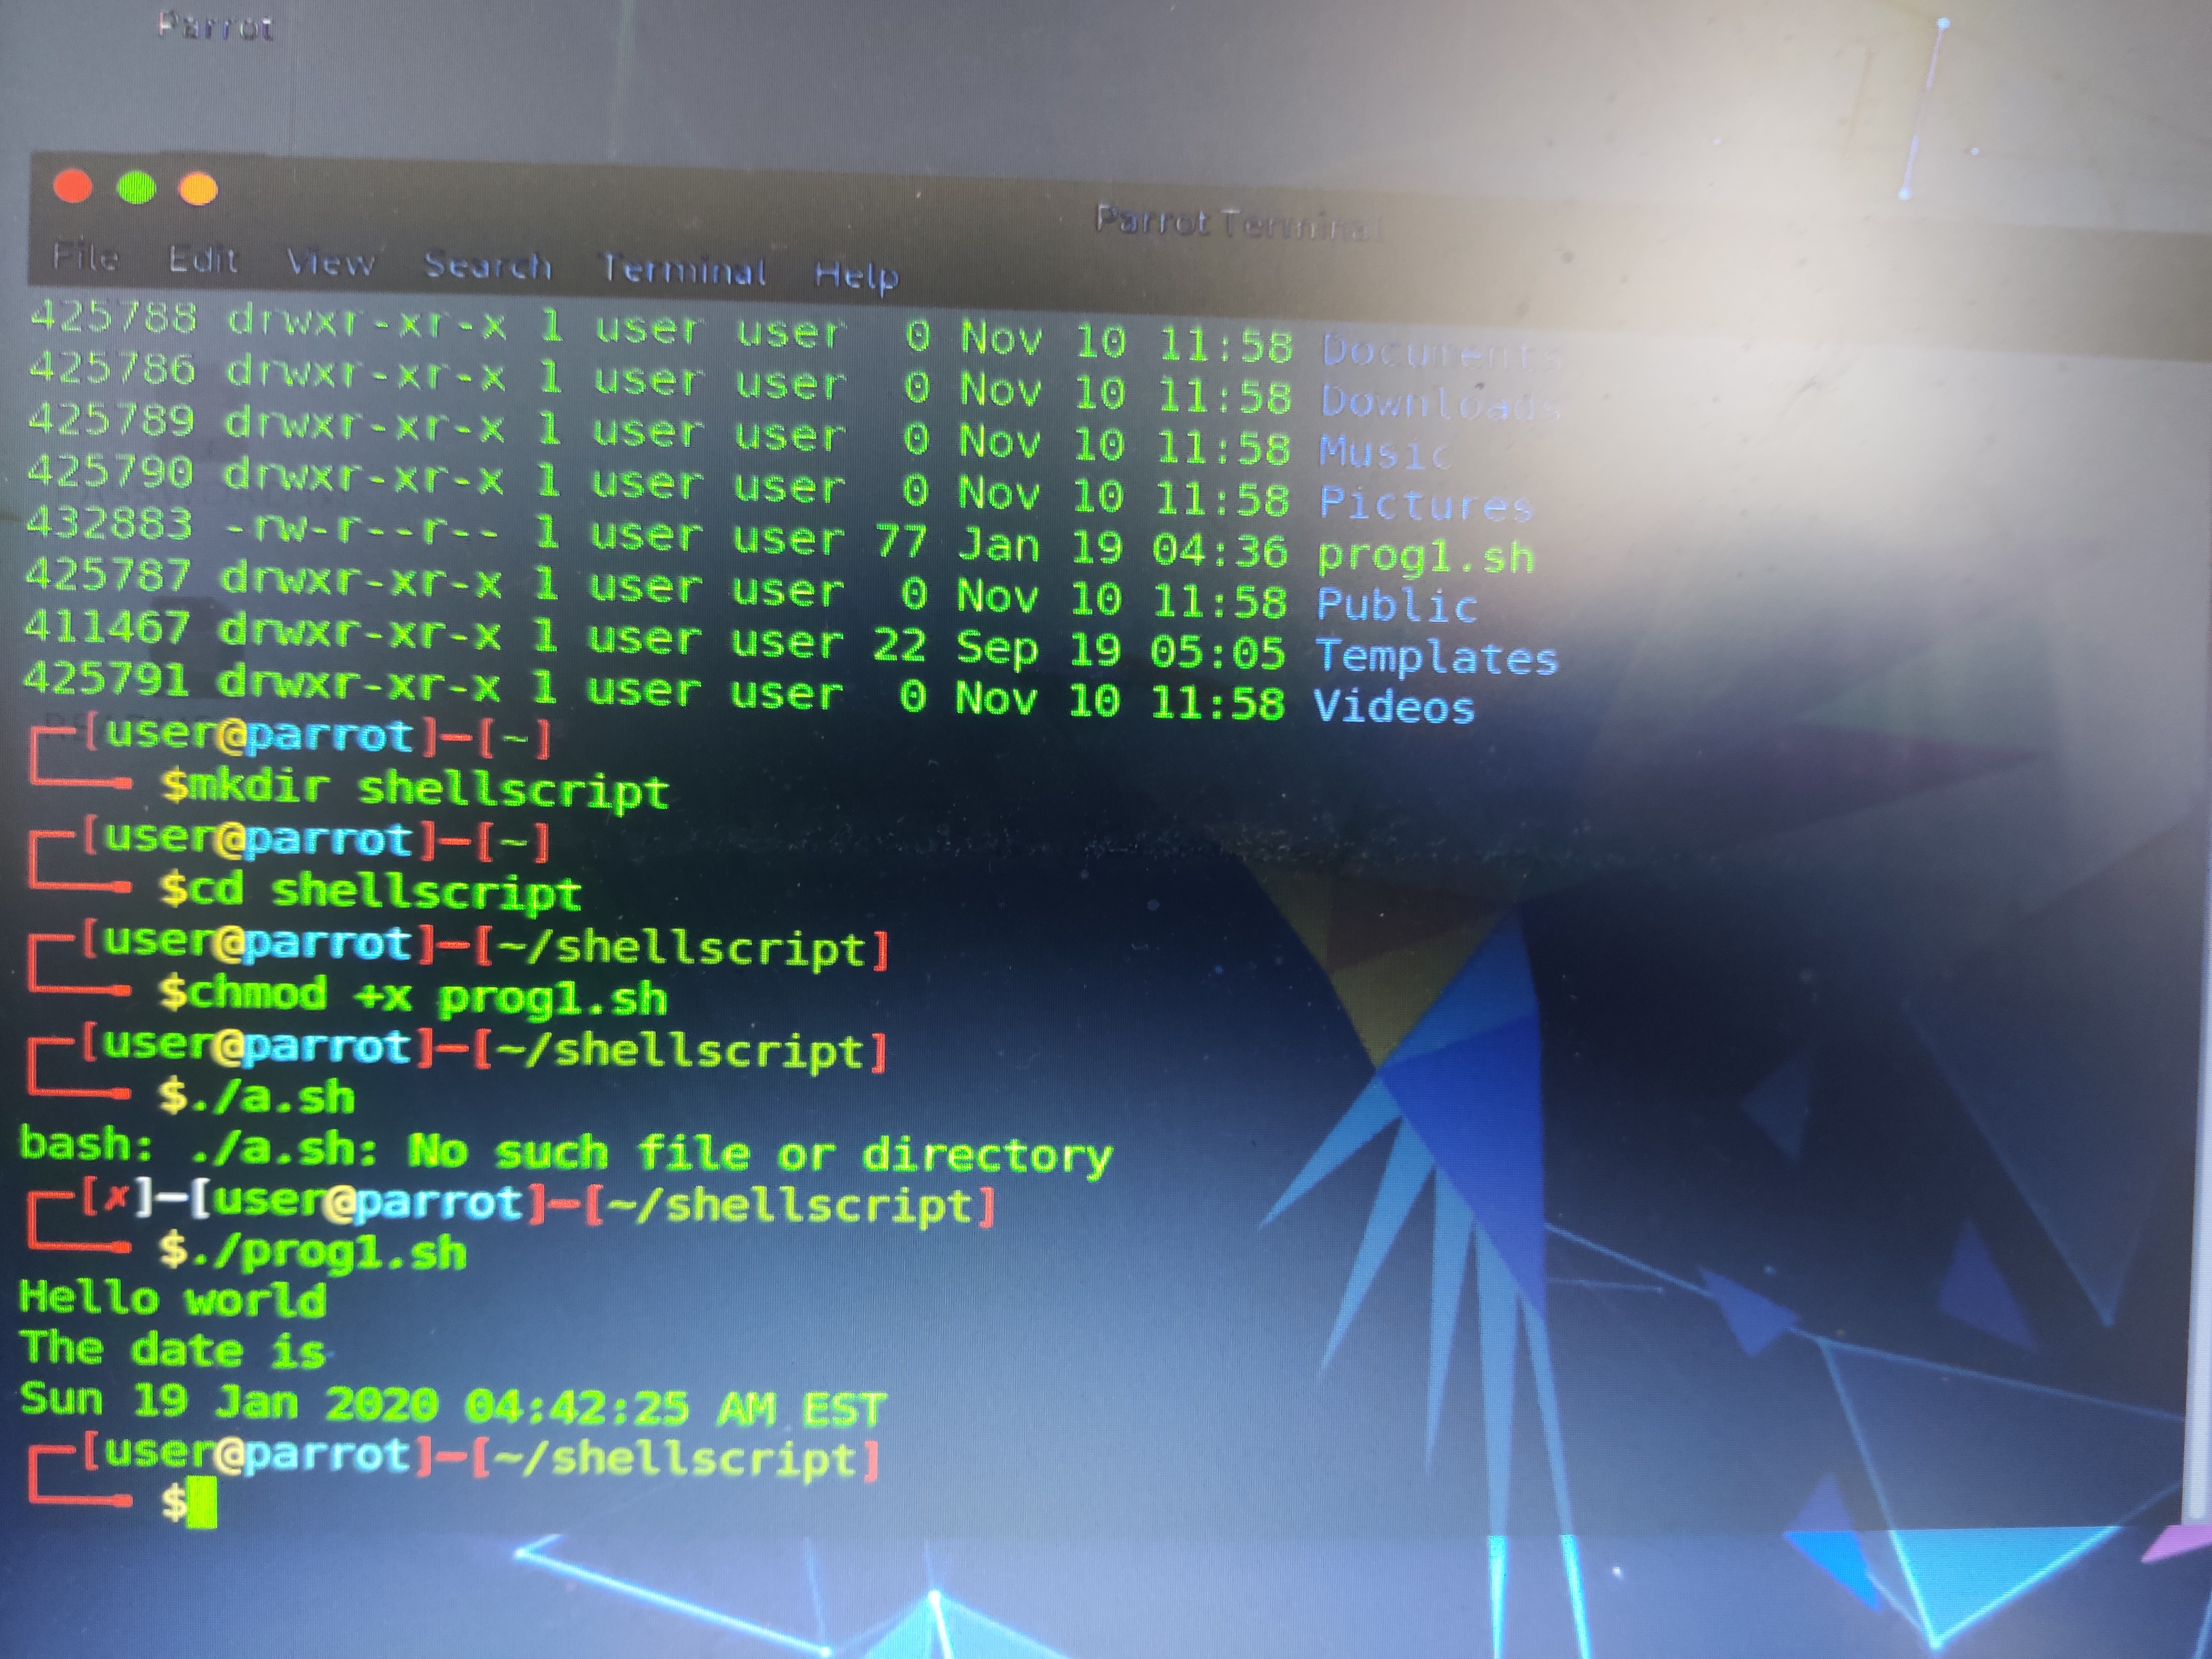 Parrot
Parrot Terminal
File Edit View Search Terminal Help
425788 drwxr-xr-x 1 user user 0 Nov 10 11:58 Documents
425786 drwxr-xr-x 1 user user 0 Nov 10 11:58 Downloads
425789 drwxr-xr-x 1 user user 0 Nov 10 11:58 Music
425790 drwxr-xr-x 1 user user 0 Nov 10 11:58 Pictures
432883 -rw-r--r-- 1 user user 77 Jan 19 04:36 prog1.sh
425787 drwxr-xr-x 1 user user 0 Nov 10 11:58 Public
411467 drwxr-xr-x 1 user user 22 Sep 19 05:05 Templates
425791 drwxr-xr-x 1 user user 0 Nov 10 11:58 Videos
┌─[user@parrot]─[~]
└──╼ $mkdir shellscript
┌─[user@parrot]─[~]
└──╼ $cd shellscript
┌─[user@parrot]─[~/shellscript]
└──╼ $chmod +x prog1.sh
┌─[user@parrot]─[~/shellscript]
└──╼ $./a.sh
bash: ./a.sh: No such file or directory
┌─[✗]─[user@parrot]─[~/shellscript]
└──╼ $./prog1.sh
Hello world
The date is
Sun 19 Jan 2020 04:42:25 AM EST
┌─[user@parrot]─[~/shellscript]
└──╼ $